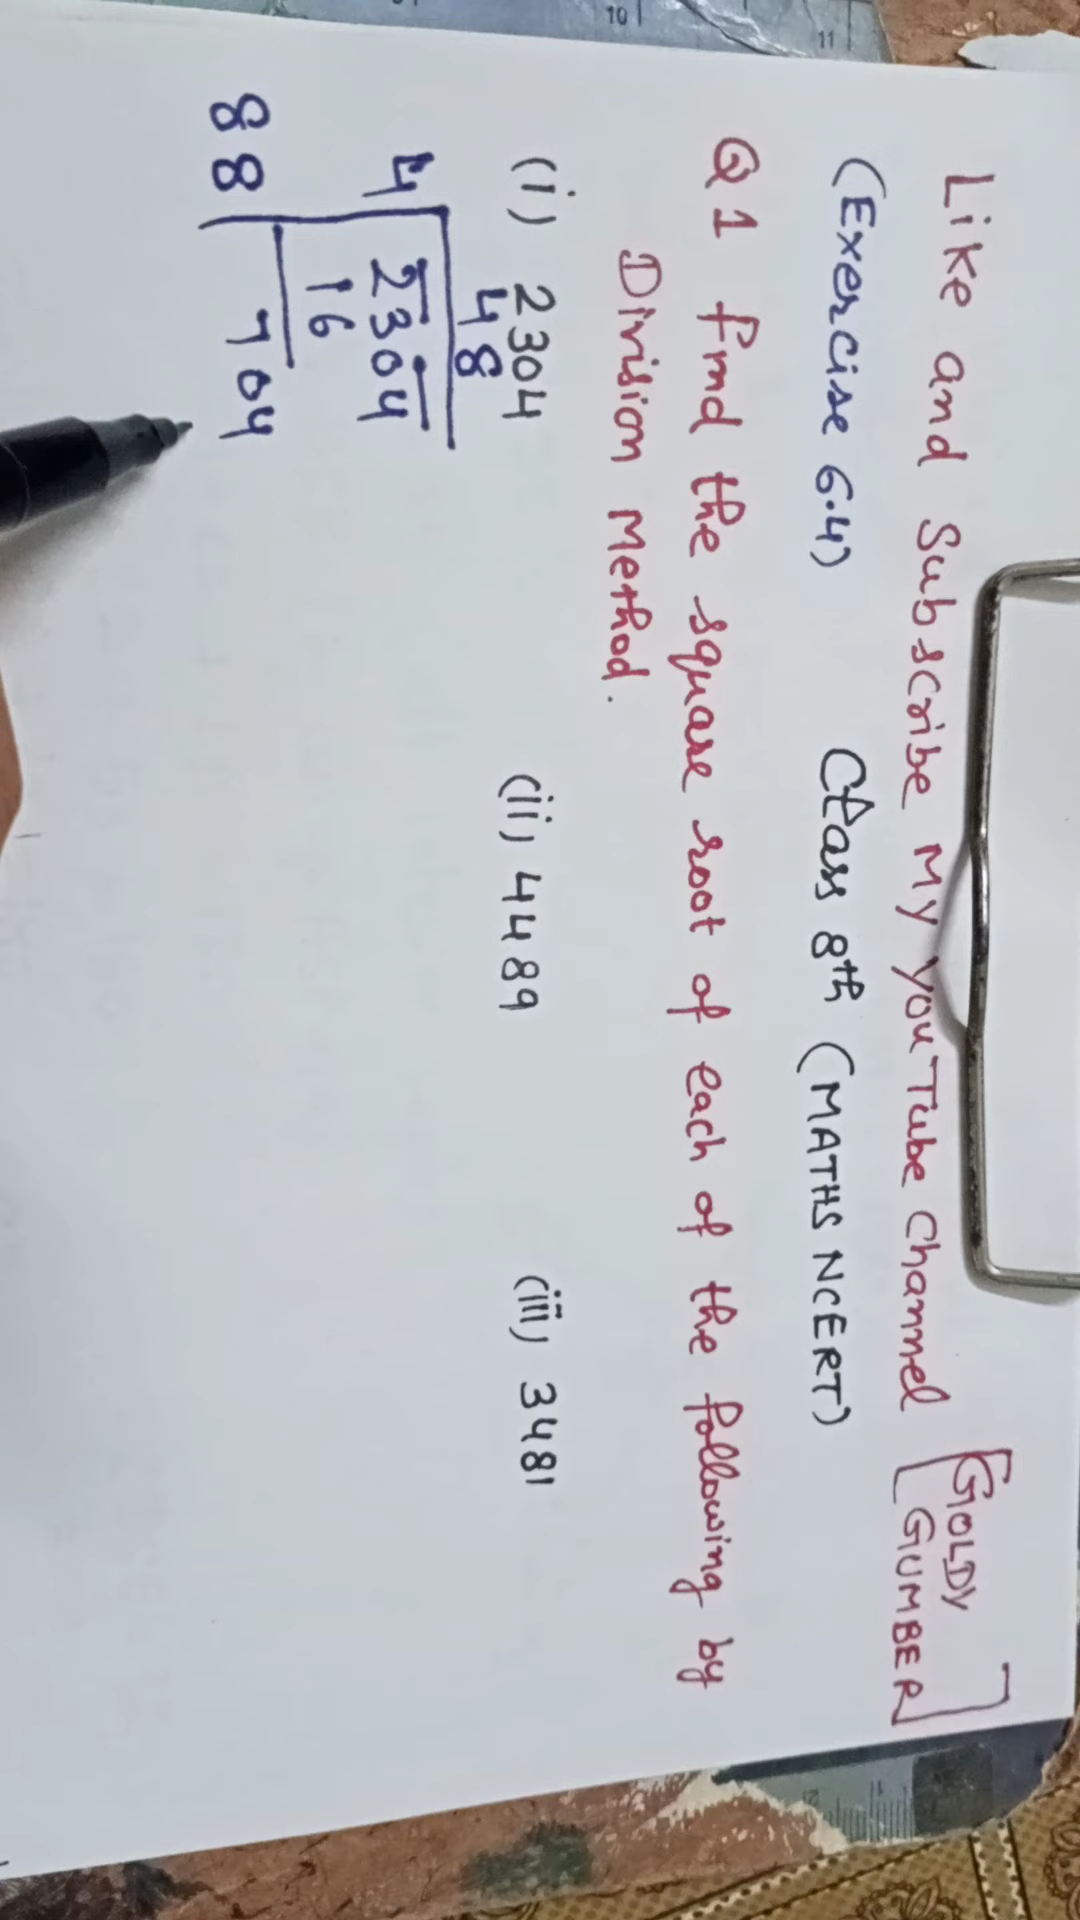 Like and Subscribe My YouTube Channel [GOLDY GUMBER]
(Exercise 6.4) Class 8th (MATHS NCERT)
Q1 find the square root of each of the following by
Division Method.
(i) 2304 (ii) 4489 (iii) 3481
48
4 2304
16
88 704
10 11